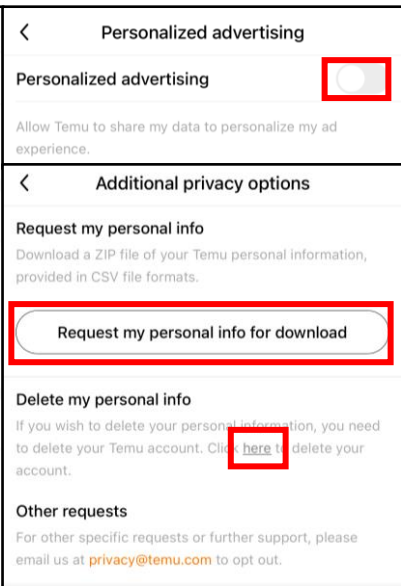 Personalized advertising
Personalized advertising
Allow Temu to share my data to personalize my ad
experience.
Additional privacy options
Request my personal info
Download a ZIP file of your Temu personal information,
provided in CSV file formats.
Request my personal info for download
Delete my personal info
If you wish to delete your personal information, you need
to delete your Temu account. Click here to delete your
account.
Other requests
For other specific requests or further support, please
email us at privacy@temu.com to opt out.